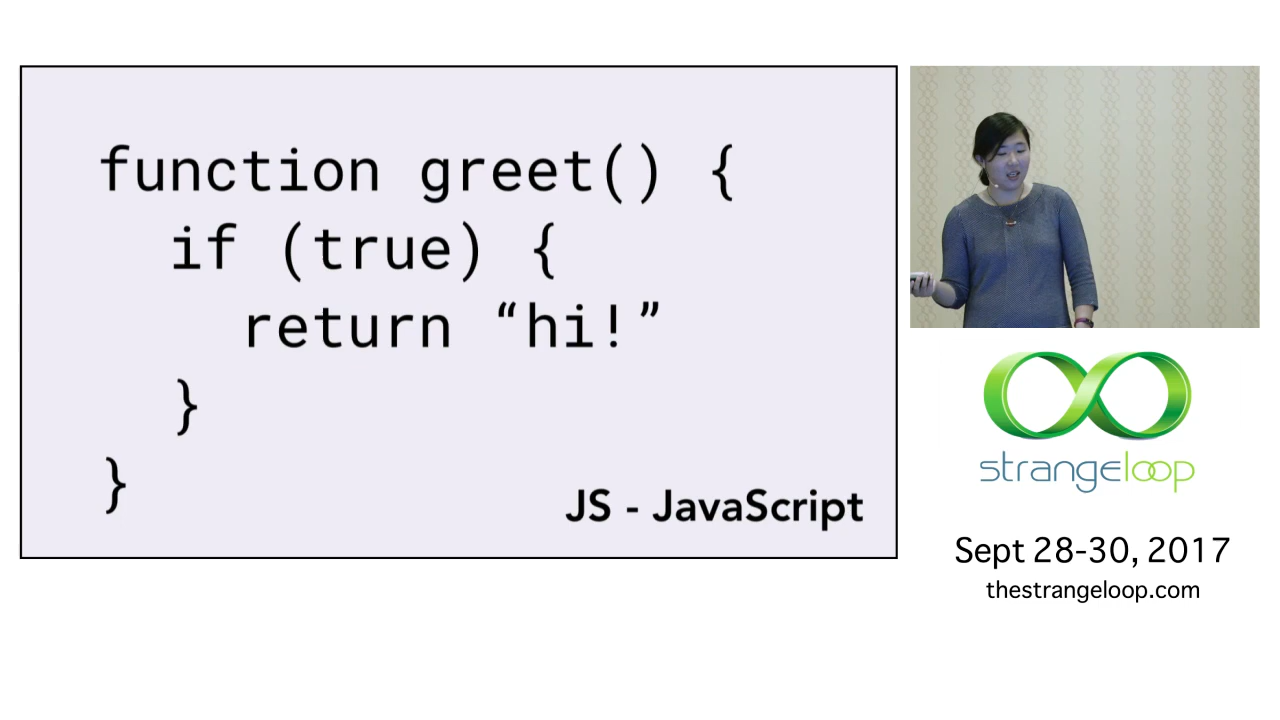 function greet() {
  if (true) {
    return “hi!”
  }
}
JS - JavaScript
strangeloop
Sept 28-30, 2017
thestrangeloop.com